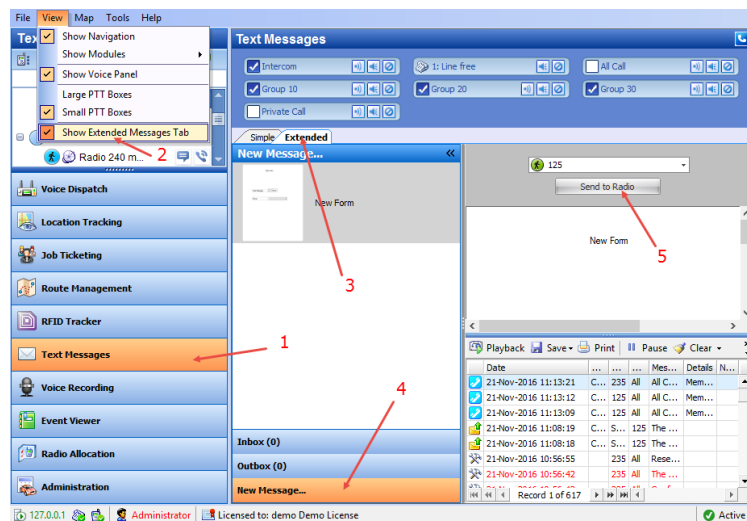 File View Map Tools Help
Te
Text Messages
Show Navigation
Show Modules
Show Voice Panel
Large PTT Boxes
Small PTT Boxes
Show Extended Messages Tab
Intercom
1: Line free
All Call
Group 10
Group 20
Group 30
Private Call
Simple Extended
2
Radio 240 m...
New Message...
New Form
125
Send to Radio
New Form
5
3
Voice Dispatch
Location Tracking
Job Ticketing
Route Management
RFID Tracker
Text Messages
Voice Recording
Event Viewer
Radio Allocation
Administration
1
4
Inbox (0)
Outbox (0)
New Message...
Playback Save Print Pause Clear
Date ... ... ... Mes... Details N...
21-Nov-2016 11:13:21 C... 235 All All C... Mem...
21-Nov-2016 11:13:12 C... 125 All All C... Mem...
21-Nov-2016 11:13:09 C... 125 All All C... Mem...
21-Nov-2016 11:08:19 C... S... 125 The ...
21-Nov-2016 11:08:18 C... S... 125 The ...
21-Nov-2016 10:56:55 235 All Rese...
21-Nov-2016 10:56:42 235 All The ...
Record 1 of 617
127.0.0.1 Administrator Licensed to: demo Demo License Active